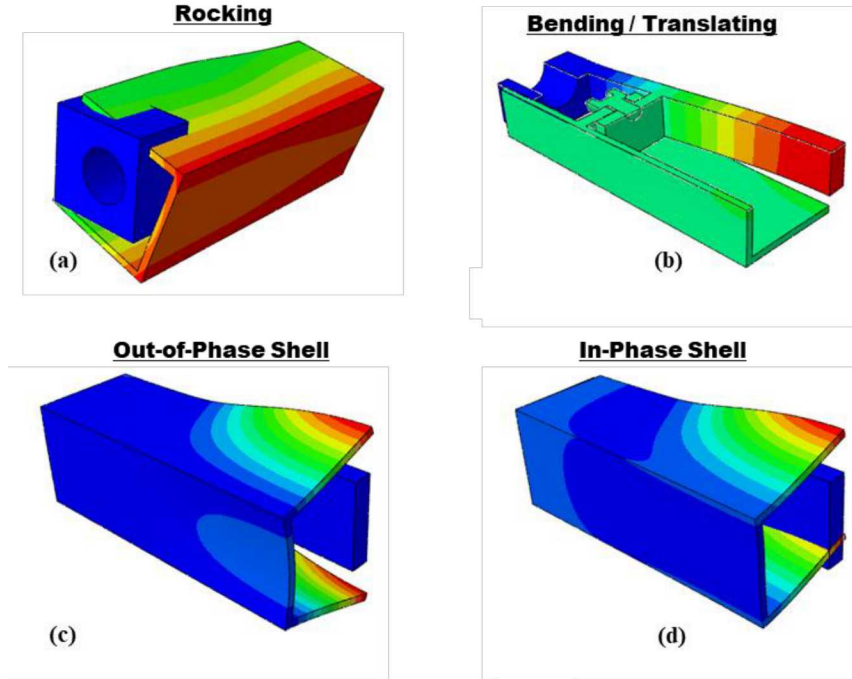 Rocking
Bending / Translating
(a)
(b)
Out-of-Phase Shell
In-Phase Shell
(c)
(d)